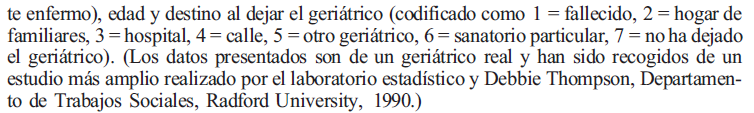 te enfermo), edad y destino al dejar el geriátrico (codificado como 1 = fallecido, 2 = hogar de
familiares, 3 = hospital, 4 = calle, 5 = otro geriátrico, 6 = sanatorio particular, 7 = no ha dejado
el geriátrico). (Los datos presentados son de un geriátrico real y han sido recogidos de un
estudio más amplio realizado por el laboratorio estadístico y Debbie Thompson, Departamen-
to de Trabajos Sociales, Radford University, 1990.)